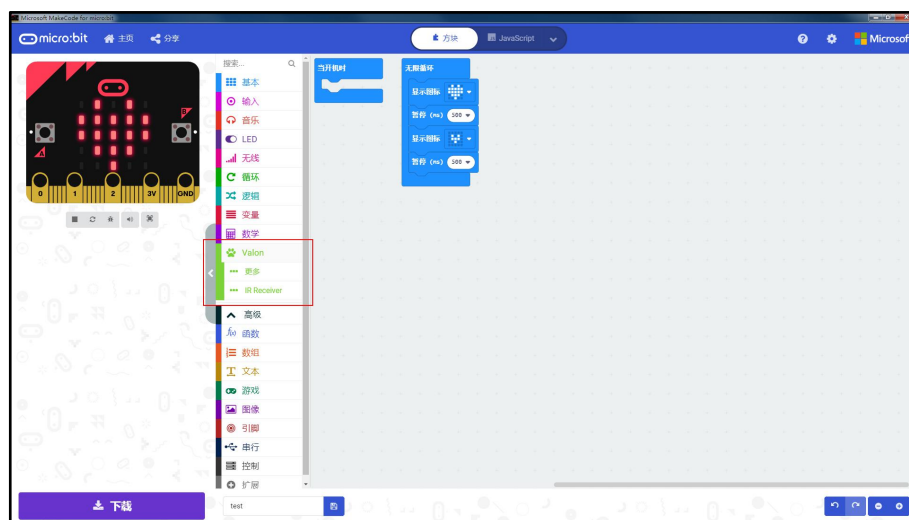 Microsoft MakeCode for micro:bit
micro:bit 主页 分享 方块 JavaScript Microsof
搜索...
基本
输入
音乐
LED
无线
循环
逻辑
变量
数学
Valon
更多
IR Receiver
高级
f(x) 函数
数组
T 文本
游戏
图像
引脚
串行
控制
扩展
当开机时
无限循环
显示图标
暂停 (ms) 500
显示图标
暂停 (ms) 500
A
B
0 1 2 3V GND
下载
test